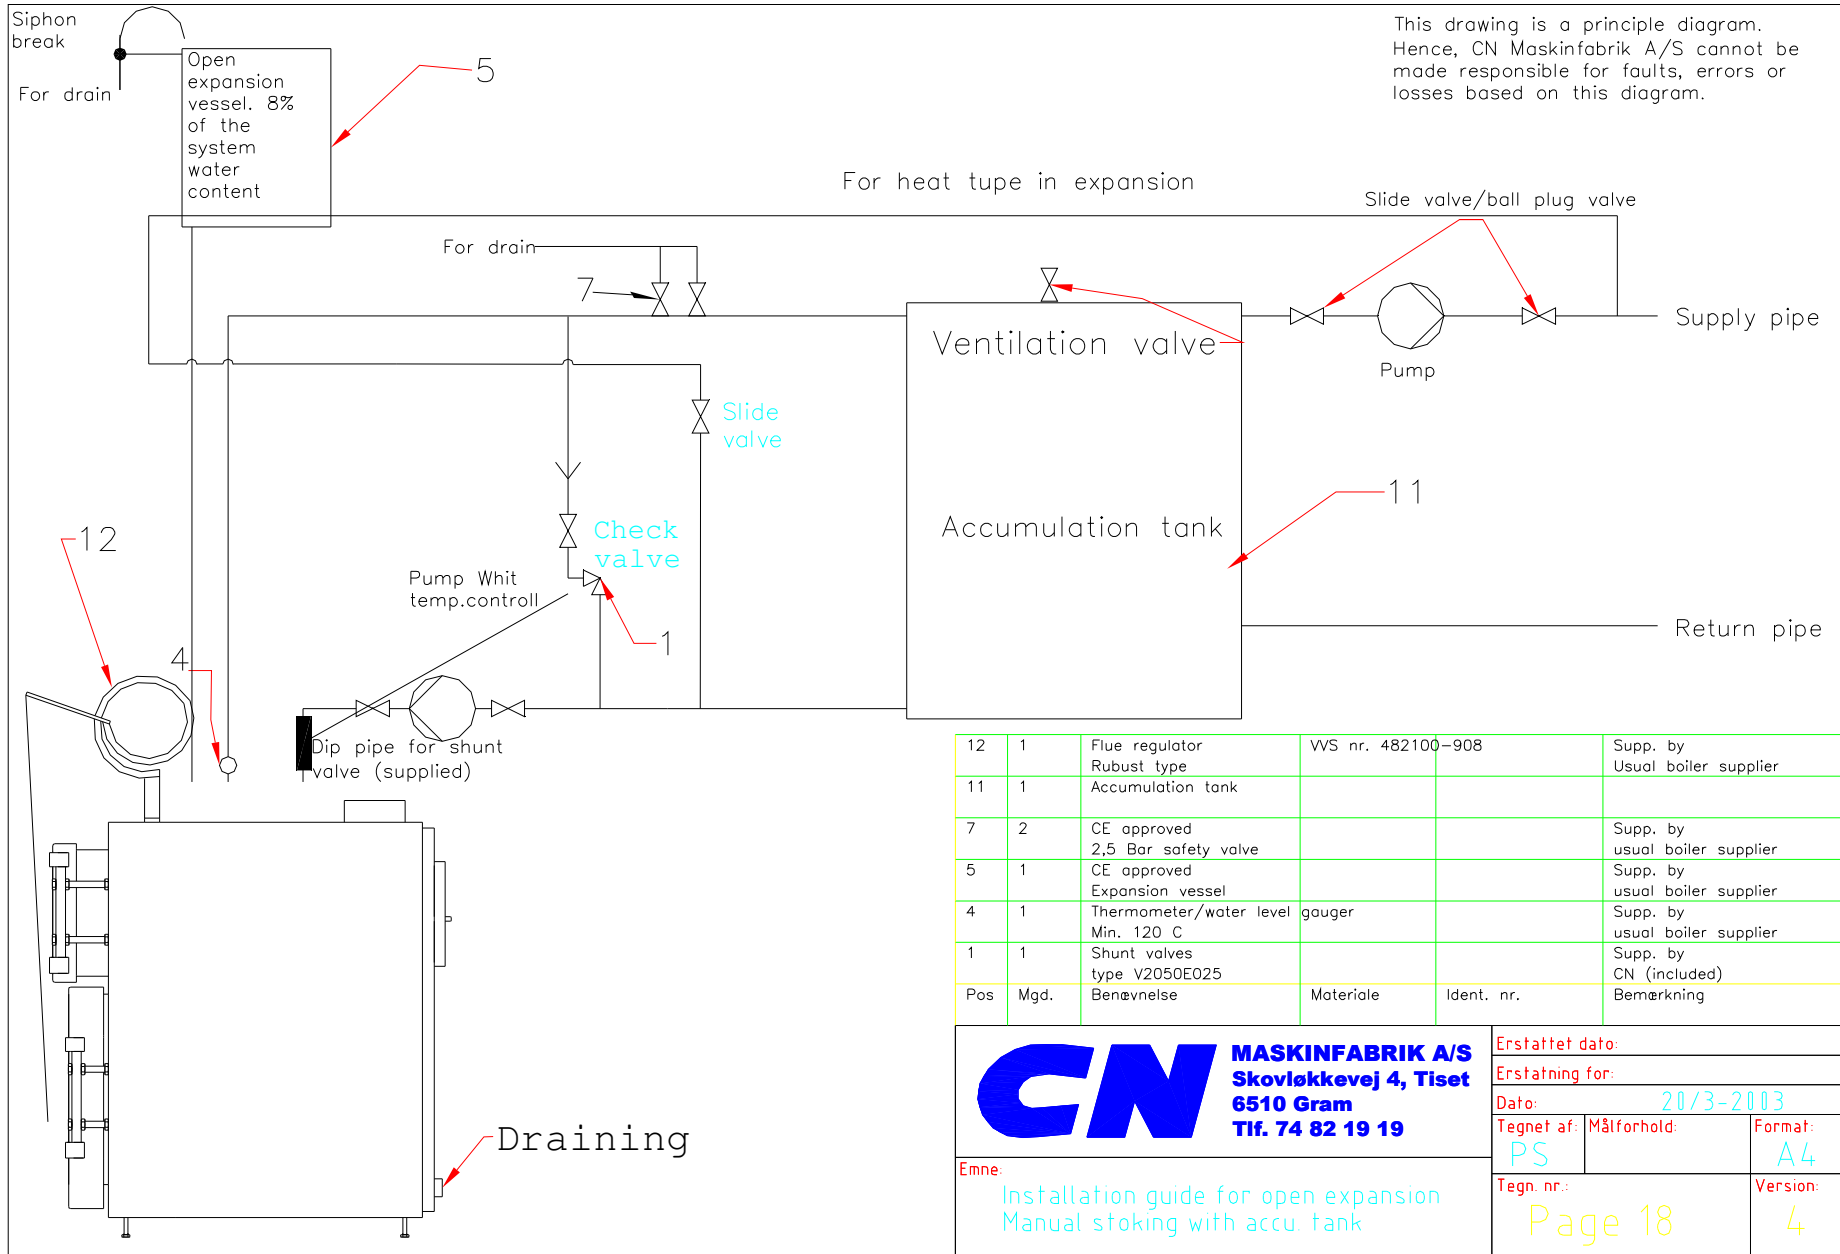 Siphon
break
For drain
Open
expansion
vessel. 8%
of the
system
water
content
5
This drawing is a principle diagram.
Hence, CN Maskinfabrik A/S cannot be
made responsible for faults, errors or
losses based on this diagram.
For heat tupe in expansion
Slide valve/ball plug valve
For drain
7
Ventilation valve
Supply pipe
Pump
Slide
valve
11
Accumulation tank
12
Check
valve
Pump Whit
temp.controll
1
4
Return pipe
Dip pipe for shunt
valve (supplied)
12 1 Flue regulator VVS nr. 482100-908 Supp. by
Rubust type Usual boiler supplier
11 1 Accumulation tank
7 2 CE approved Supp. by
2,5 Bar safety valve usual boiler supplier
5 1 CE approved Supp. by
Expansion vessel usual boiler supplier
4 1 Thermometer/water level gauger Supp. by
Min. 120 C usual boiler supplier
1 1 Shunt valves Supp. by
type V2050E025 CN (included)
Pos Mgd. Benævnelse Materiale Ident. nr. Bemærkning
CN
MASKINFABRIK A/S
Skovløkkevej 4, Tiset
6510 Gram
Tlf. 74 82 19 19
Erstattet dato:
Erstatning for:
Dato: 20/3-2003
Tegnet af: Målforhold: Format:
PS A4
Emne:
Installation guide for open expansion
Manual stoking with accu. tank
Tegn. nr.: Version:
Page 18 4
Draining